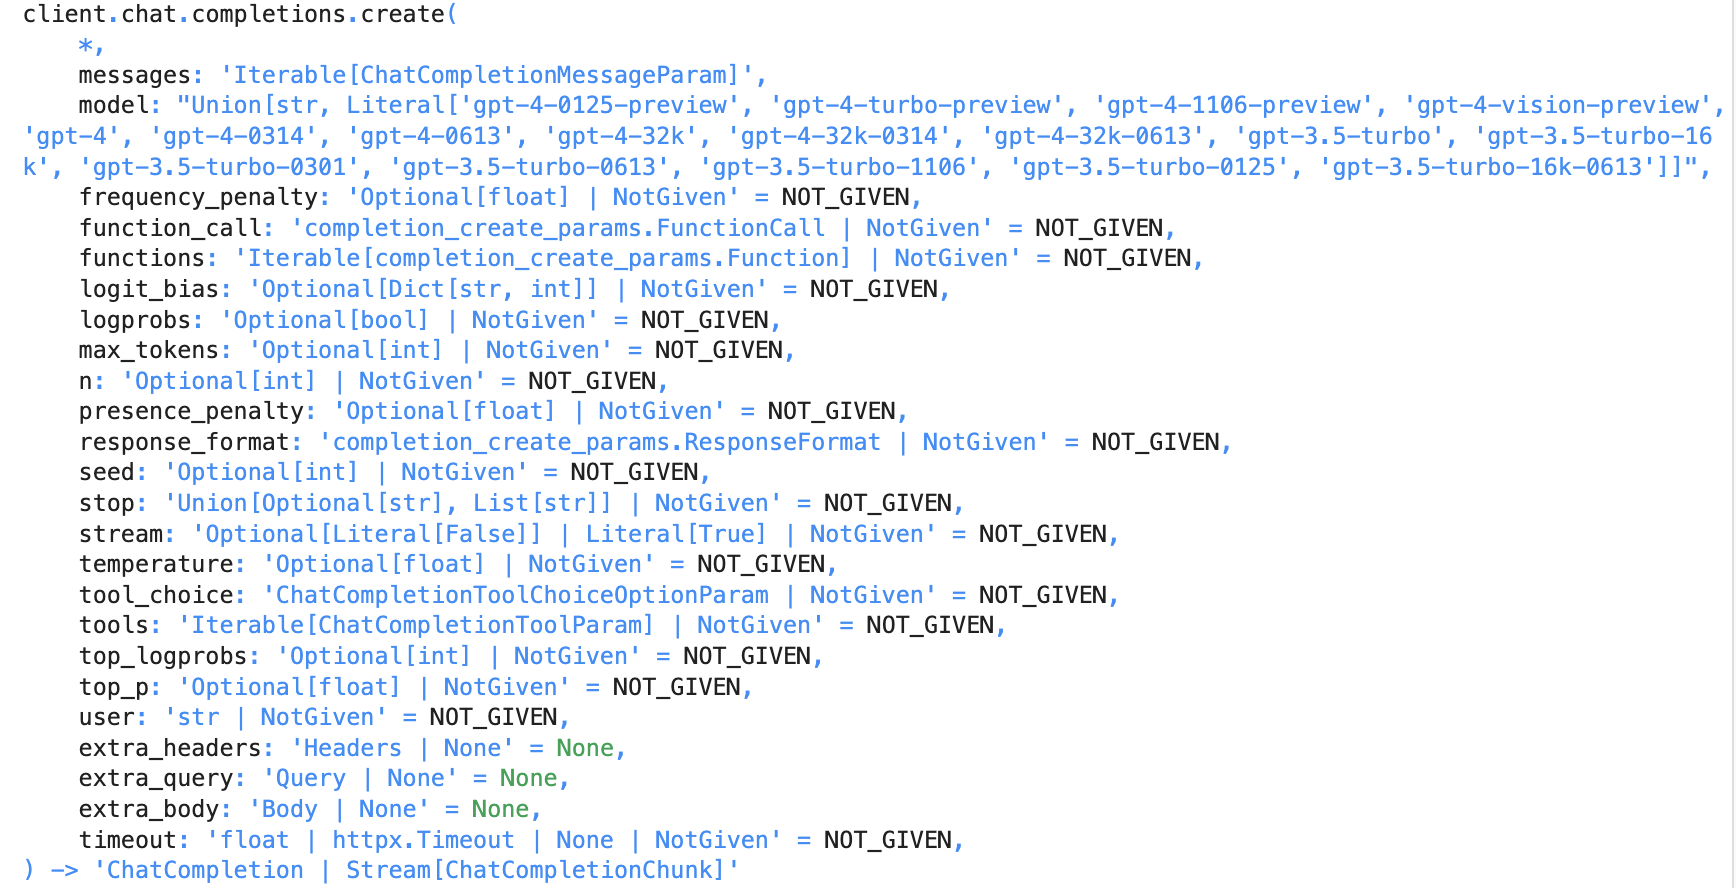 client.chat.completions.create(
    *,
    messages: 'Iterable[ChatCompletionMessageParam]',
    model: "Union[str, Literal['gpt-4-0125-preview', 'gpt-4-turbo-preview', 'gpt-4-1106-preview', 'gpt-4-vision-preview',
'gpt-4', 'gpt-4-0314', 'gpt-4-0613', 'gpt-4-32k', 'gpt-4-32k-0314', 'gpt-4-32k-0613', 'gpt-3.5-turbo', 'gpt-3.5-turbo-16
k', 'gpt-3.5-turbo-0301', 'gpt-3.5-turbo-0613', 'gpt-3.5-turbo-1106', 'gpt-3.5-turbo-0125', 'gpt-3.5-turbo-16k-0613']]",
    frequency_penalty: 'Optional[float] | NotGiven' = NOT_GIVEN,
    function_call: 'completion_create_params.FunctionCall | NotGiven' = NOT_GIVEN,
    functions: 'Iterable[completion_create_params.Function] | NotGiven' = NOT_GIVEN,
    logit_bias: 'Optional[Dict[str, int]] | NotGiven' = NOT_GIVEN,
    logprobs: 'Optional[bool] | NotGiven' = NOT_GIVEN,
    max_tokens: 'Optional[int] | NotGiven' = NOT_GIVEN,
    n: 'Optional[int] | NotGiven' = NOT_GIVEN,
    presence_penalty: 'Optional[float] | NotGiven' = NOT_GIVEN,
    response_format: 'completion_create_params.ResponseFormat | NotGiven' = NOT_GIVEN,
    seed: 'Optional[int] | NotGiven' = NOT_GIVEN,
    stop: 'Union[Optional[str], List[str]] | NotGiven' = NOT_GIVEN,
    stream: 'Optional[Literal[False]] | Literal[True] | NotGiven' = NOT_GIVEN,
    temperature: 'Optional[float] | NotGiven' = NOT_GIVEN,
    tool_choice: 'ChatCompletionToolChoiceOptionParam | NotGiven' = NOT_GIVEN,
    tools: 'Iterable[ChatCompletionToolParam] | NotGiven' = NOT_GIVEN,
    top_logprobs: 'Optional[int] | NotGiven' = NOT_GIVEN,
    top_p: 'Optional[float] | NotGiven' = NOT_GIVEN,
    user: 'str | NotGiven' = NOT_GIVEN,
    extra_headers: 'Headers | None' = None,
    extra_query: 'Query | None' = None,
    extra_body: 'Body | None' = None,
    timeout: 'float | httpx.Timeout | None | NotGiven' = NOT_GIVEN,
) -> 'ChatCompletion | Stream[ChatCompletionChunk]'